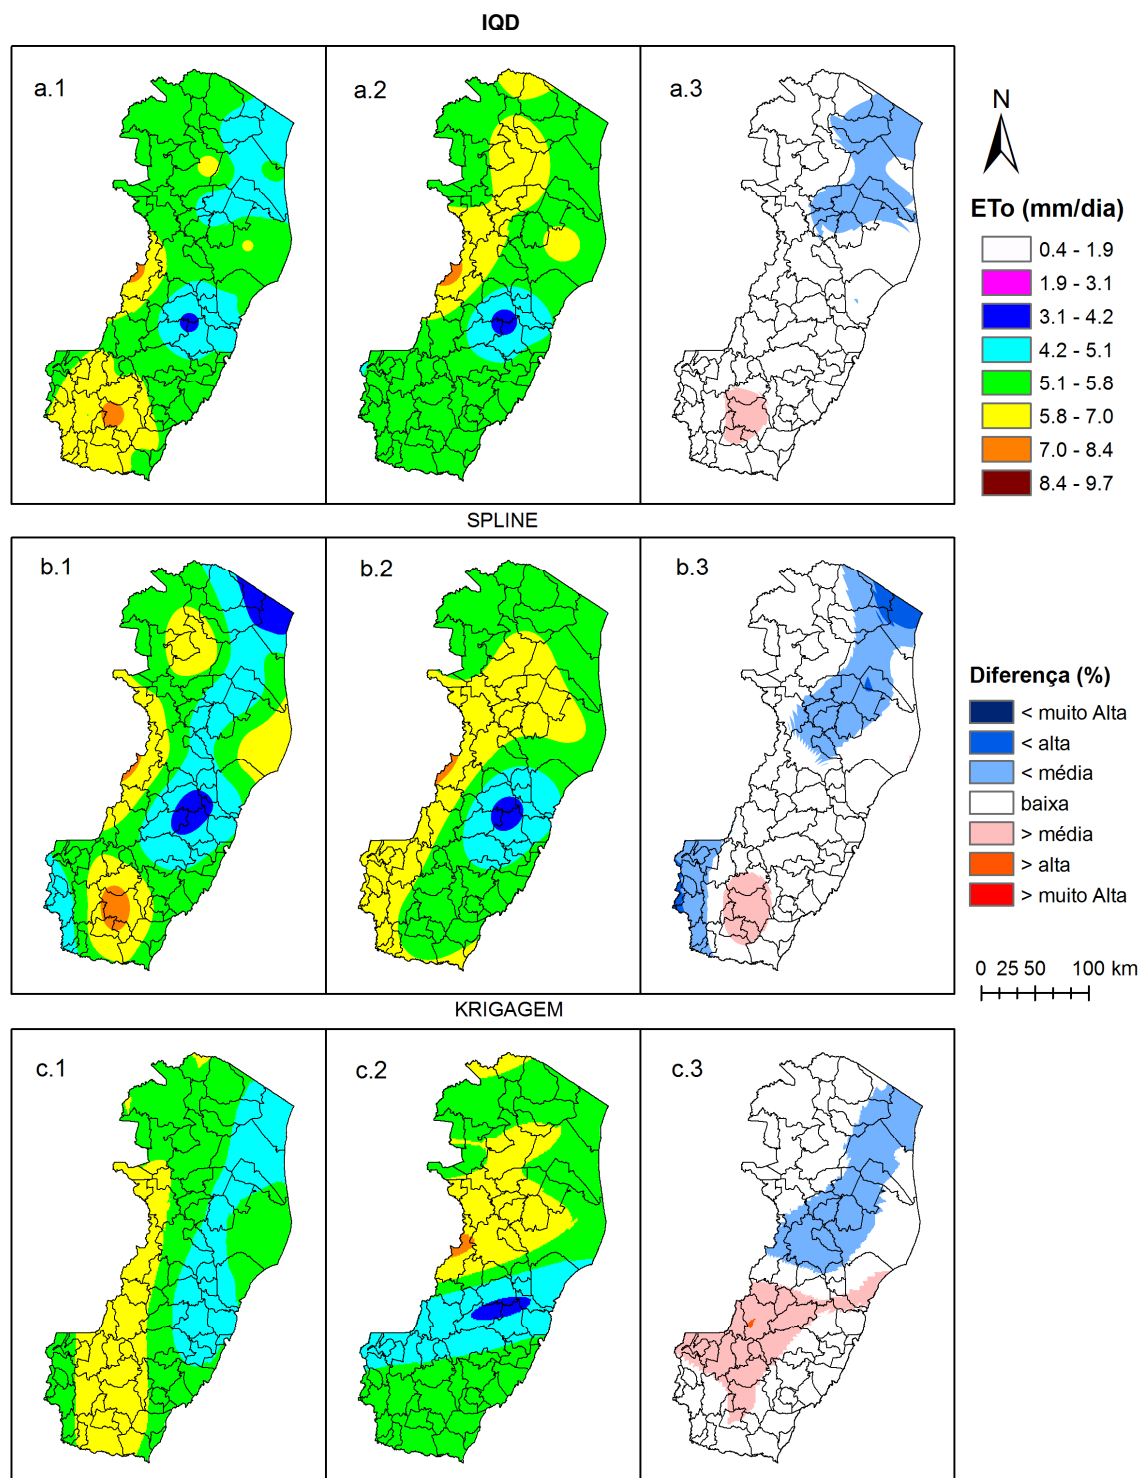 IQD
a.1
a.2
a.3
N
ETo (mm/dia)
0.4 - 1.9
1.9 - 3.1
3.1 - 4.2
4.2 - 5.1
5.1 - 5.8
5.8 - 7.0
7.0 - 8.4
8.4 - 9.7
SPLINE
b.1
b.2
b.3
Diferença (%)
< muito Alta
< alta
< média
baixa
> média
> alta
> muito Alta
0 25 50 100 km
KRIGAGEM
c.1
c.2
c.3